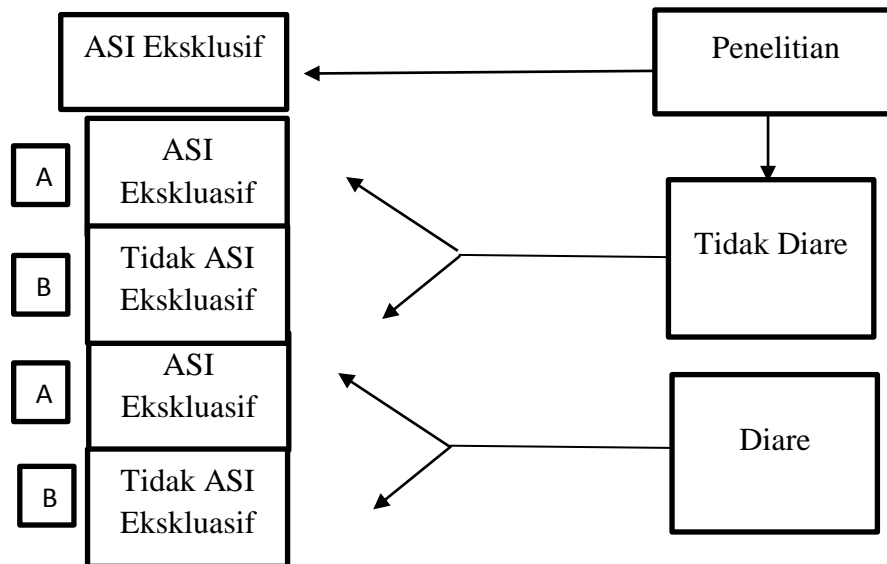 ASI Eksklusif
Penelitian
A
ASI
Ekskluasif
Tidak Diare
B
Tidak ASI
Ekskluasif
A
ASI
Ekskluasif
Diare
B
Tidak ASI
Ekskluasif